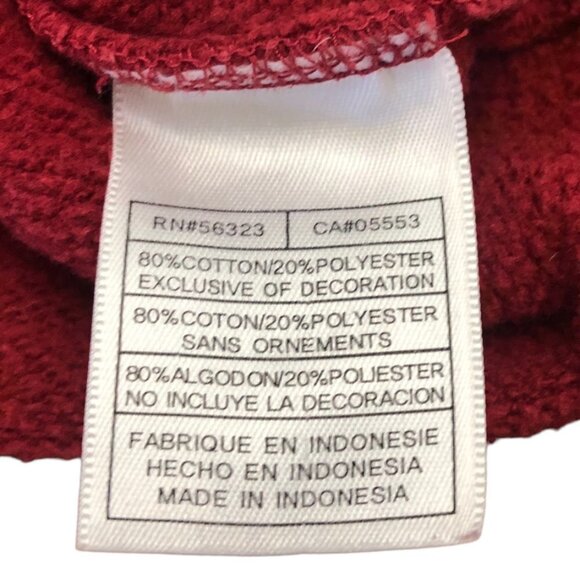 RN#56323 CA#05553
80%COTTON/20%POLYESTER
EXCLUSIVE OF DECORATION
80%COTON/20%POLYESTER
SANS ORNEMENTS
80%ALGODON/20%POLIESTER
NO INCLUYE LA DECORACION
FABRIQUE EN INDONESIE
HECHO EN INDONESIA
MADE IN INDONESIA